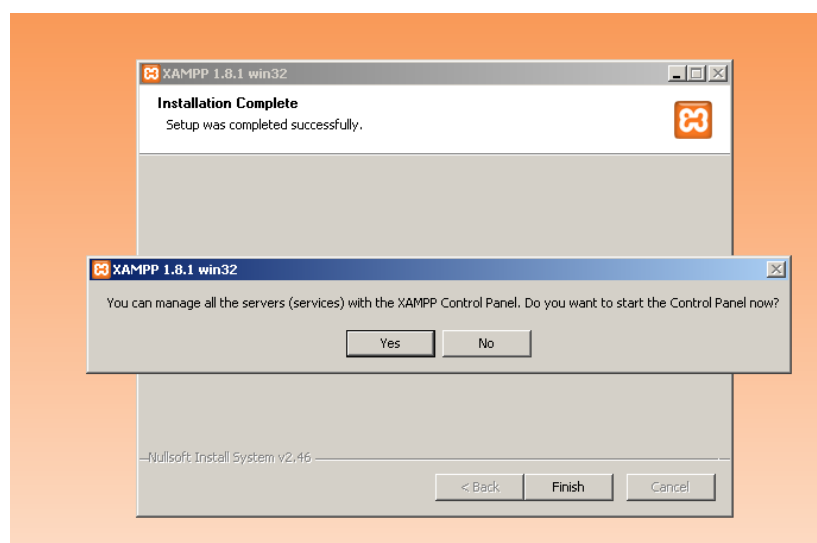 XAMPP 1.8.1 win32
Installation Complete
Setup was completed successfully.
XAMPP 1.8.1 win32
You can manage all the servers (services) with the XAMPP Control Panel. Do you want to start the Control Panel now?
Yes No
Nullsoft Install System v2.46
< Back Finish Cancel